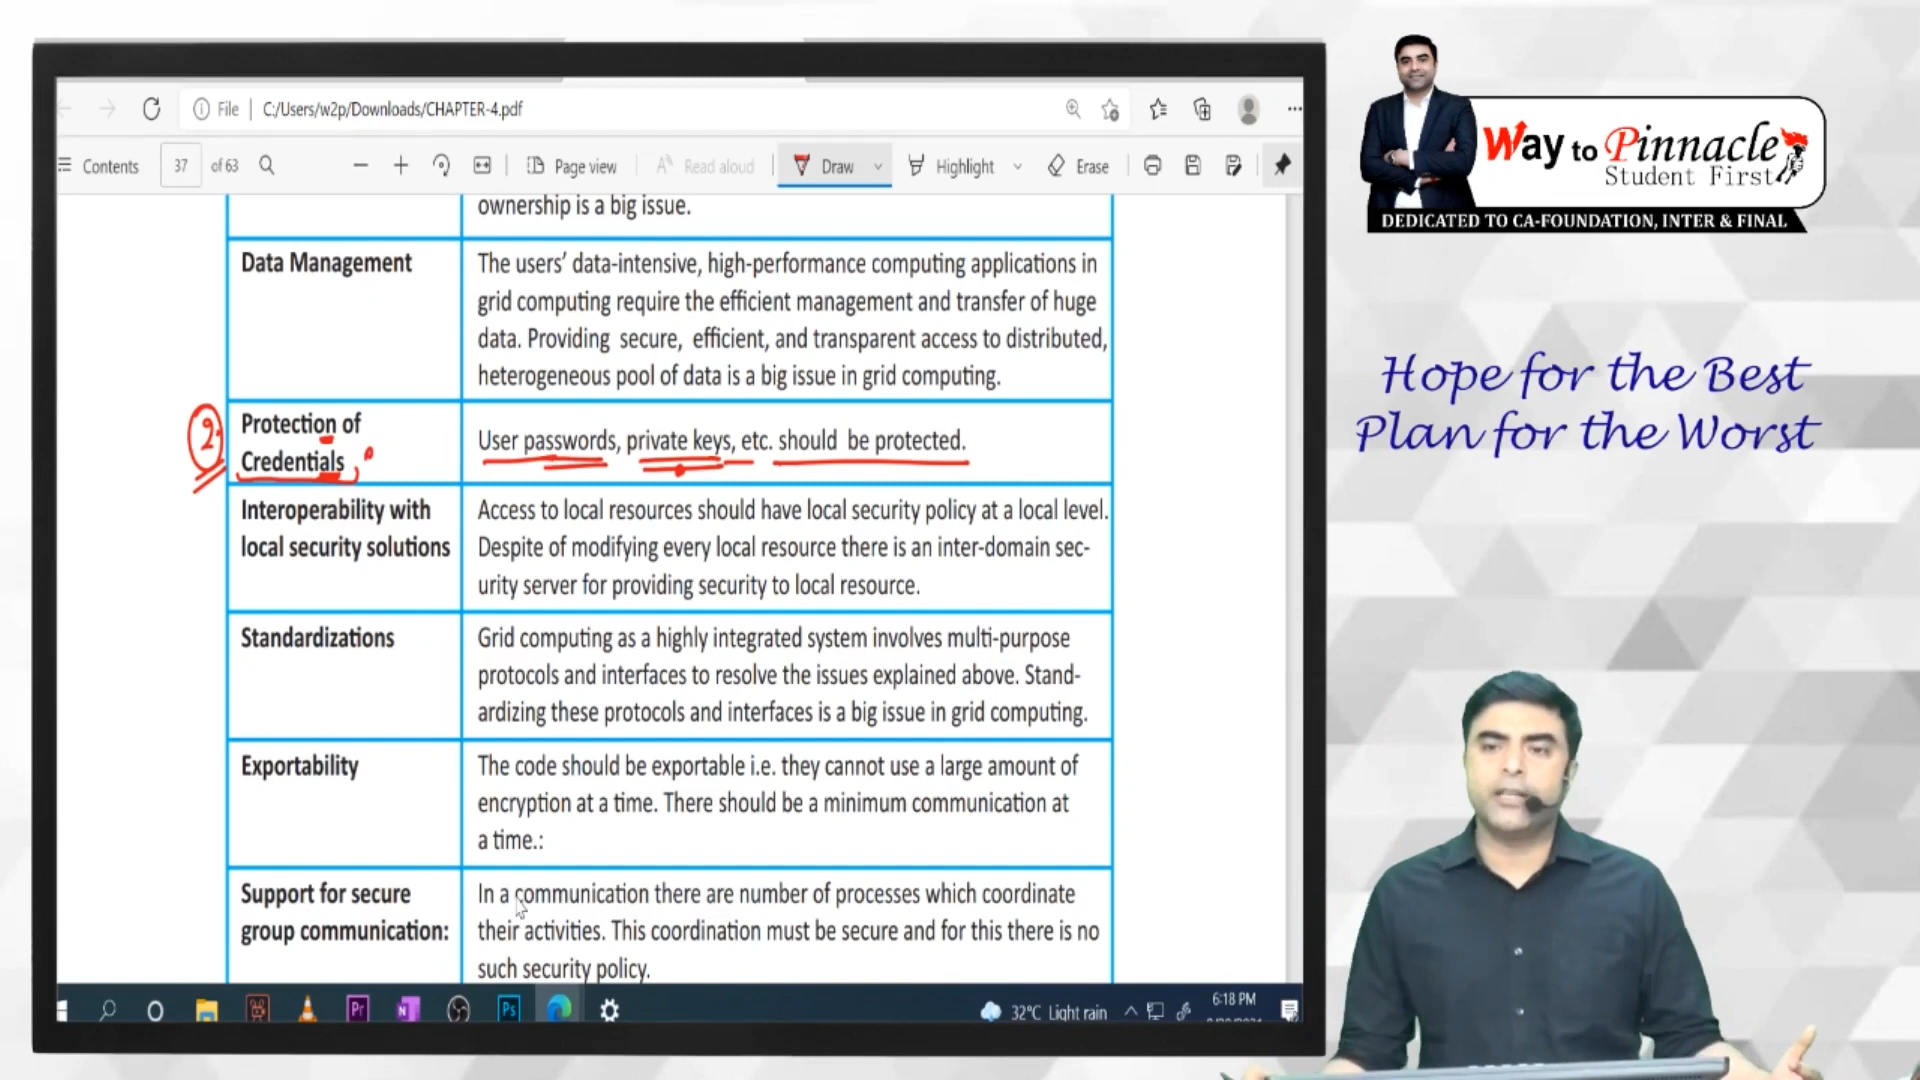 File
C:/Users/w2p/Downloads/CHAPTER-4.pdf
Contents
37
of 63
Page view
Read aloud
Draw
Highlight
Erase
ownership is a big issue.
Data Management
The users’ data-intensive, high-performance computing applications in
grid computing require the efficient management and transfer of huge
data. Providing secure, efficient, and transparent access to distributed,
heterogeneous pool of data is a big issue in grid computing.
2.
Protection of
Credentials
User passwords, private keys, etc. should be protected.
Interoperability with
local security solutions
Access to local resources should have local security policy at a local level.
Despite of modifying every local resource there is an inter-domain sec-
urity server for providing security to local resource.
Standardizations
Grid computing as a highly integrated system involves multi-purpose
protocols and interfaces to resolve the issues explained above. Stand-
ardizing these protocols and interfaces is a big issue in grid computing.
Exportability
The code should be exportable i.e. they cannot use a large amount of
encryption at a time. There should be a minimum communication at
a time.:
Support for secure
group communication:
In a communication there are number of processes which coordinate
their activities. This coordination must be secure and for this there is no
such security policy.
Pr
N
Ps
32°C Light rain
6:18 PM
Way to Pinnacle
Student First
DEDICATED TO CA-FOUNDATION, INTER & FINAL
Hope for the Best
Plan for the Worst